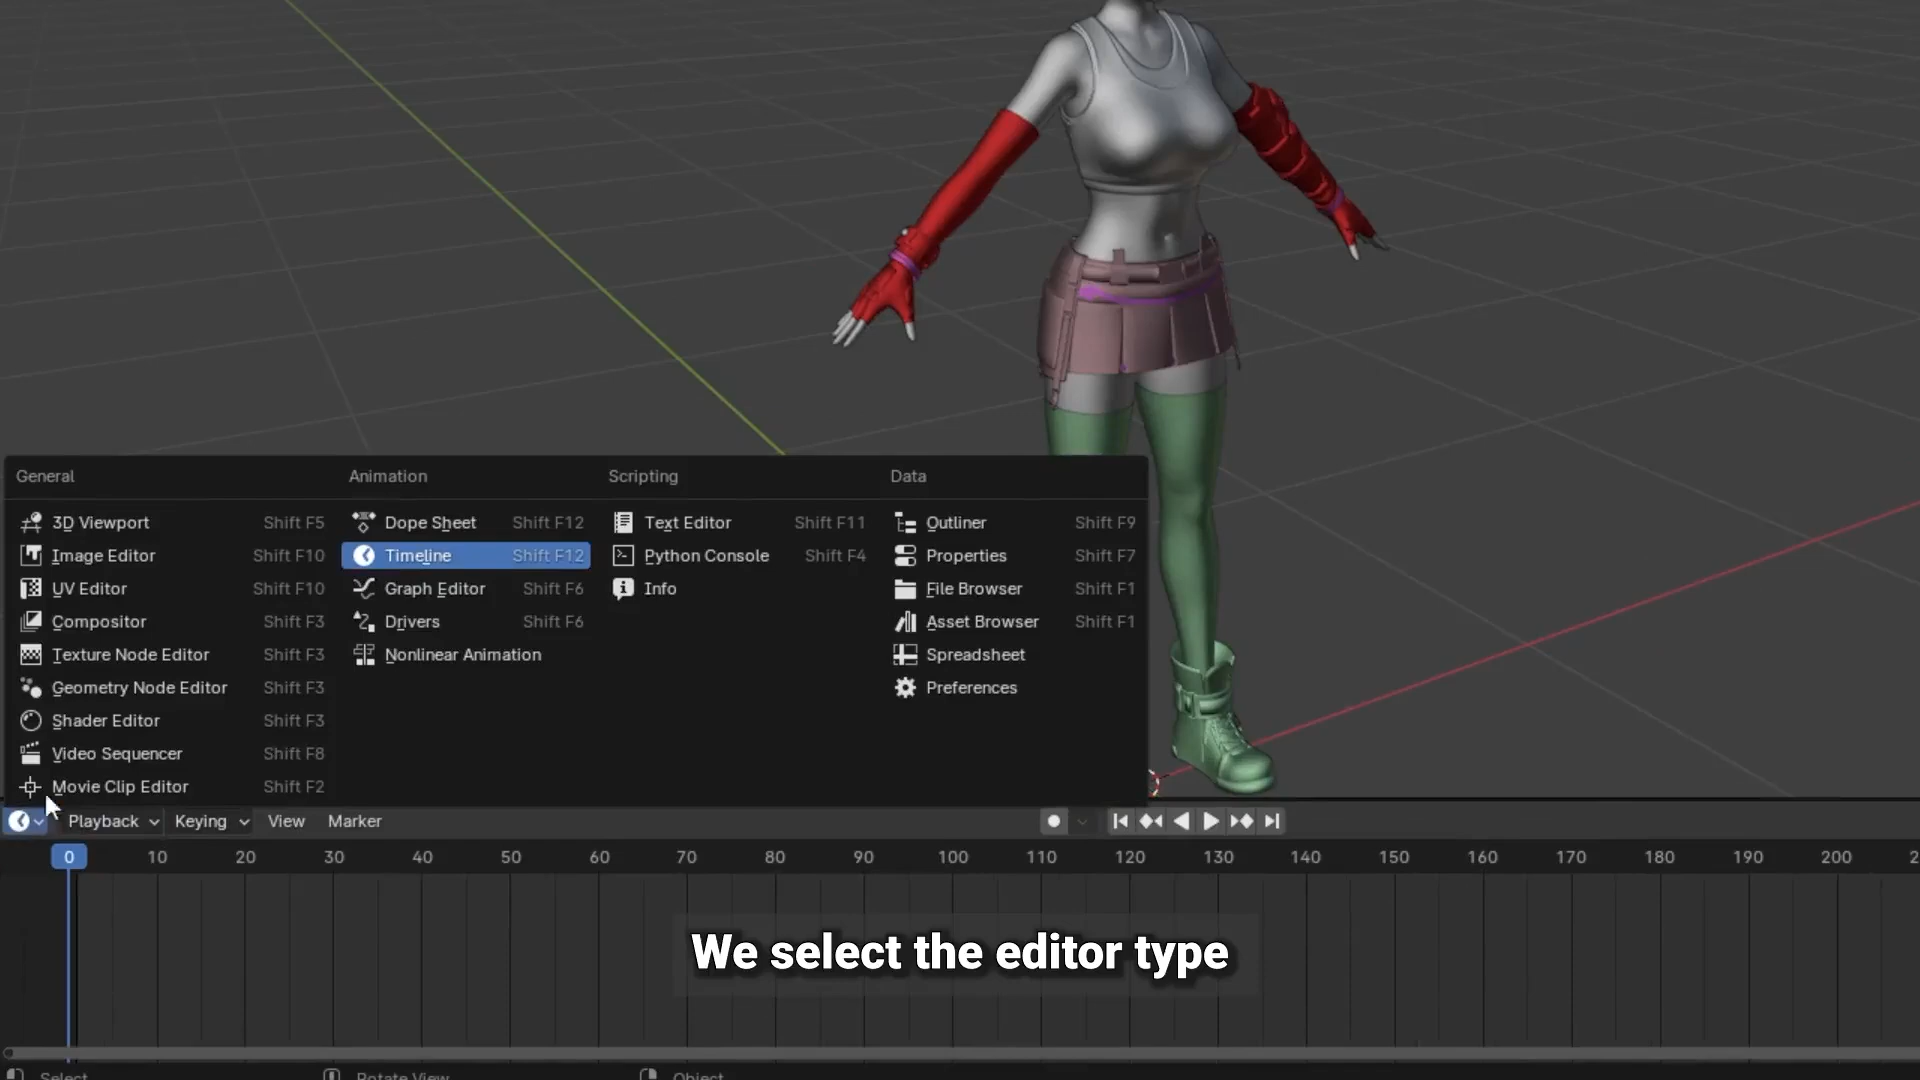 General
3D Viewport Shift F5
Image Editor Shift F10
UV Editor Shift F10
Compositor Shift F3
Texture Node Editor Shift F3
Geometry Node Editor Shift F3
Shader Editor Shift F3
Video Sequencer Shift F8
Movie Clip Editor Shift F2
Animation
Dope Sheet Shift F12
Timeline Shift F12
Graph Editor Shift F6
Drivers Shift F6
Nonlinear Animation
Scripting
Text Editor Shift F11
Python Console Shift F4
Info
Data
Outliner Shift F9
Properties Shift F7
File Browser Shift F1
Asset Browser Shift F1
Spreadsheet
Preferences
Playback Keying View Marker
0 10 20 30 40 50 60 70 80 90 100 110 120 130 140 150 160 170 180 190 200
We select the editor type
Select Rotate View Object